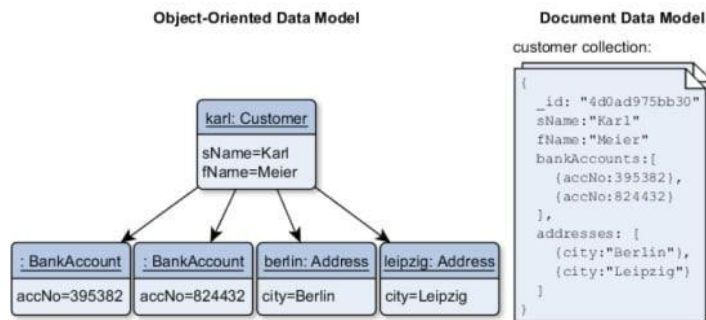 Object-Oriented Data Model
karl: Customer
sName=Karl
fName=Meier
: BankAccount
accNo=395382
: BankAccount
accNo=824432
berlin: Address
city=Berlin
leipzig: Address
city=Leipzig
Document Data Model
customer collection:
{
_id: "4d0ad975bb30"
sName:"Karl"
fName:"Meier"
bankAccounts:[
{accNo:395382},
{accNo:824432}
],
addresses: [
{city:"Berlin"},
{city:"Leipzig"}
]
}